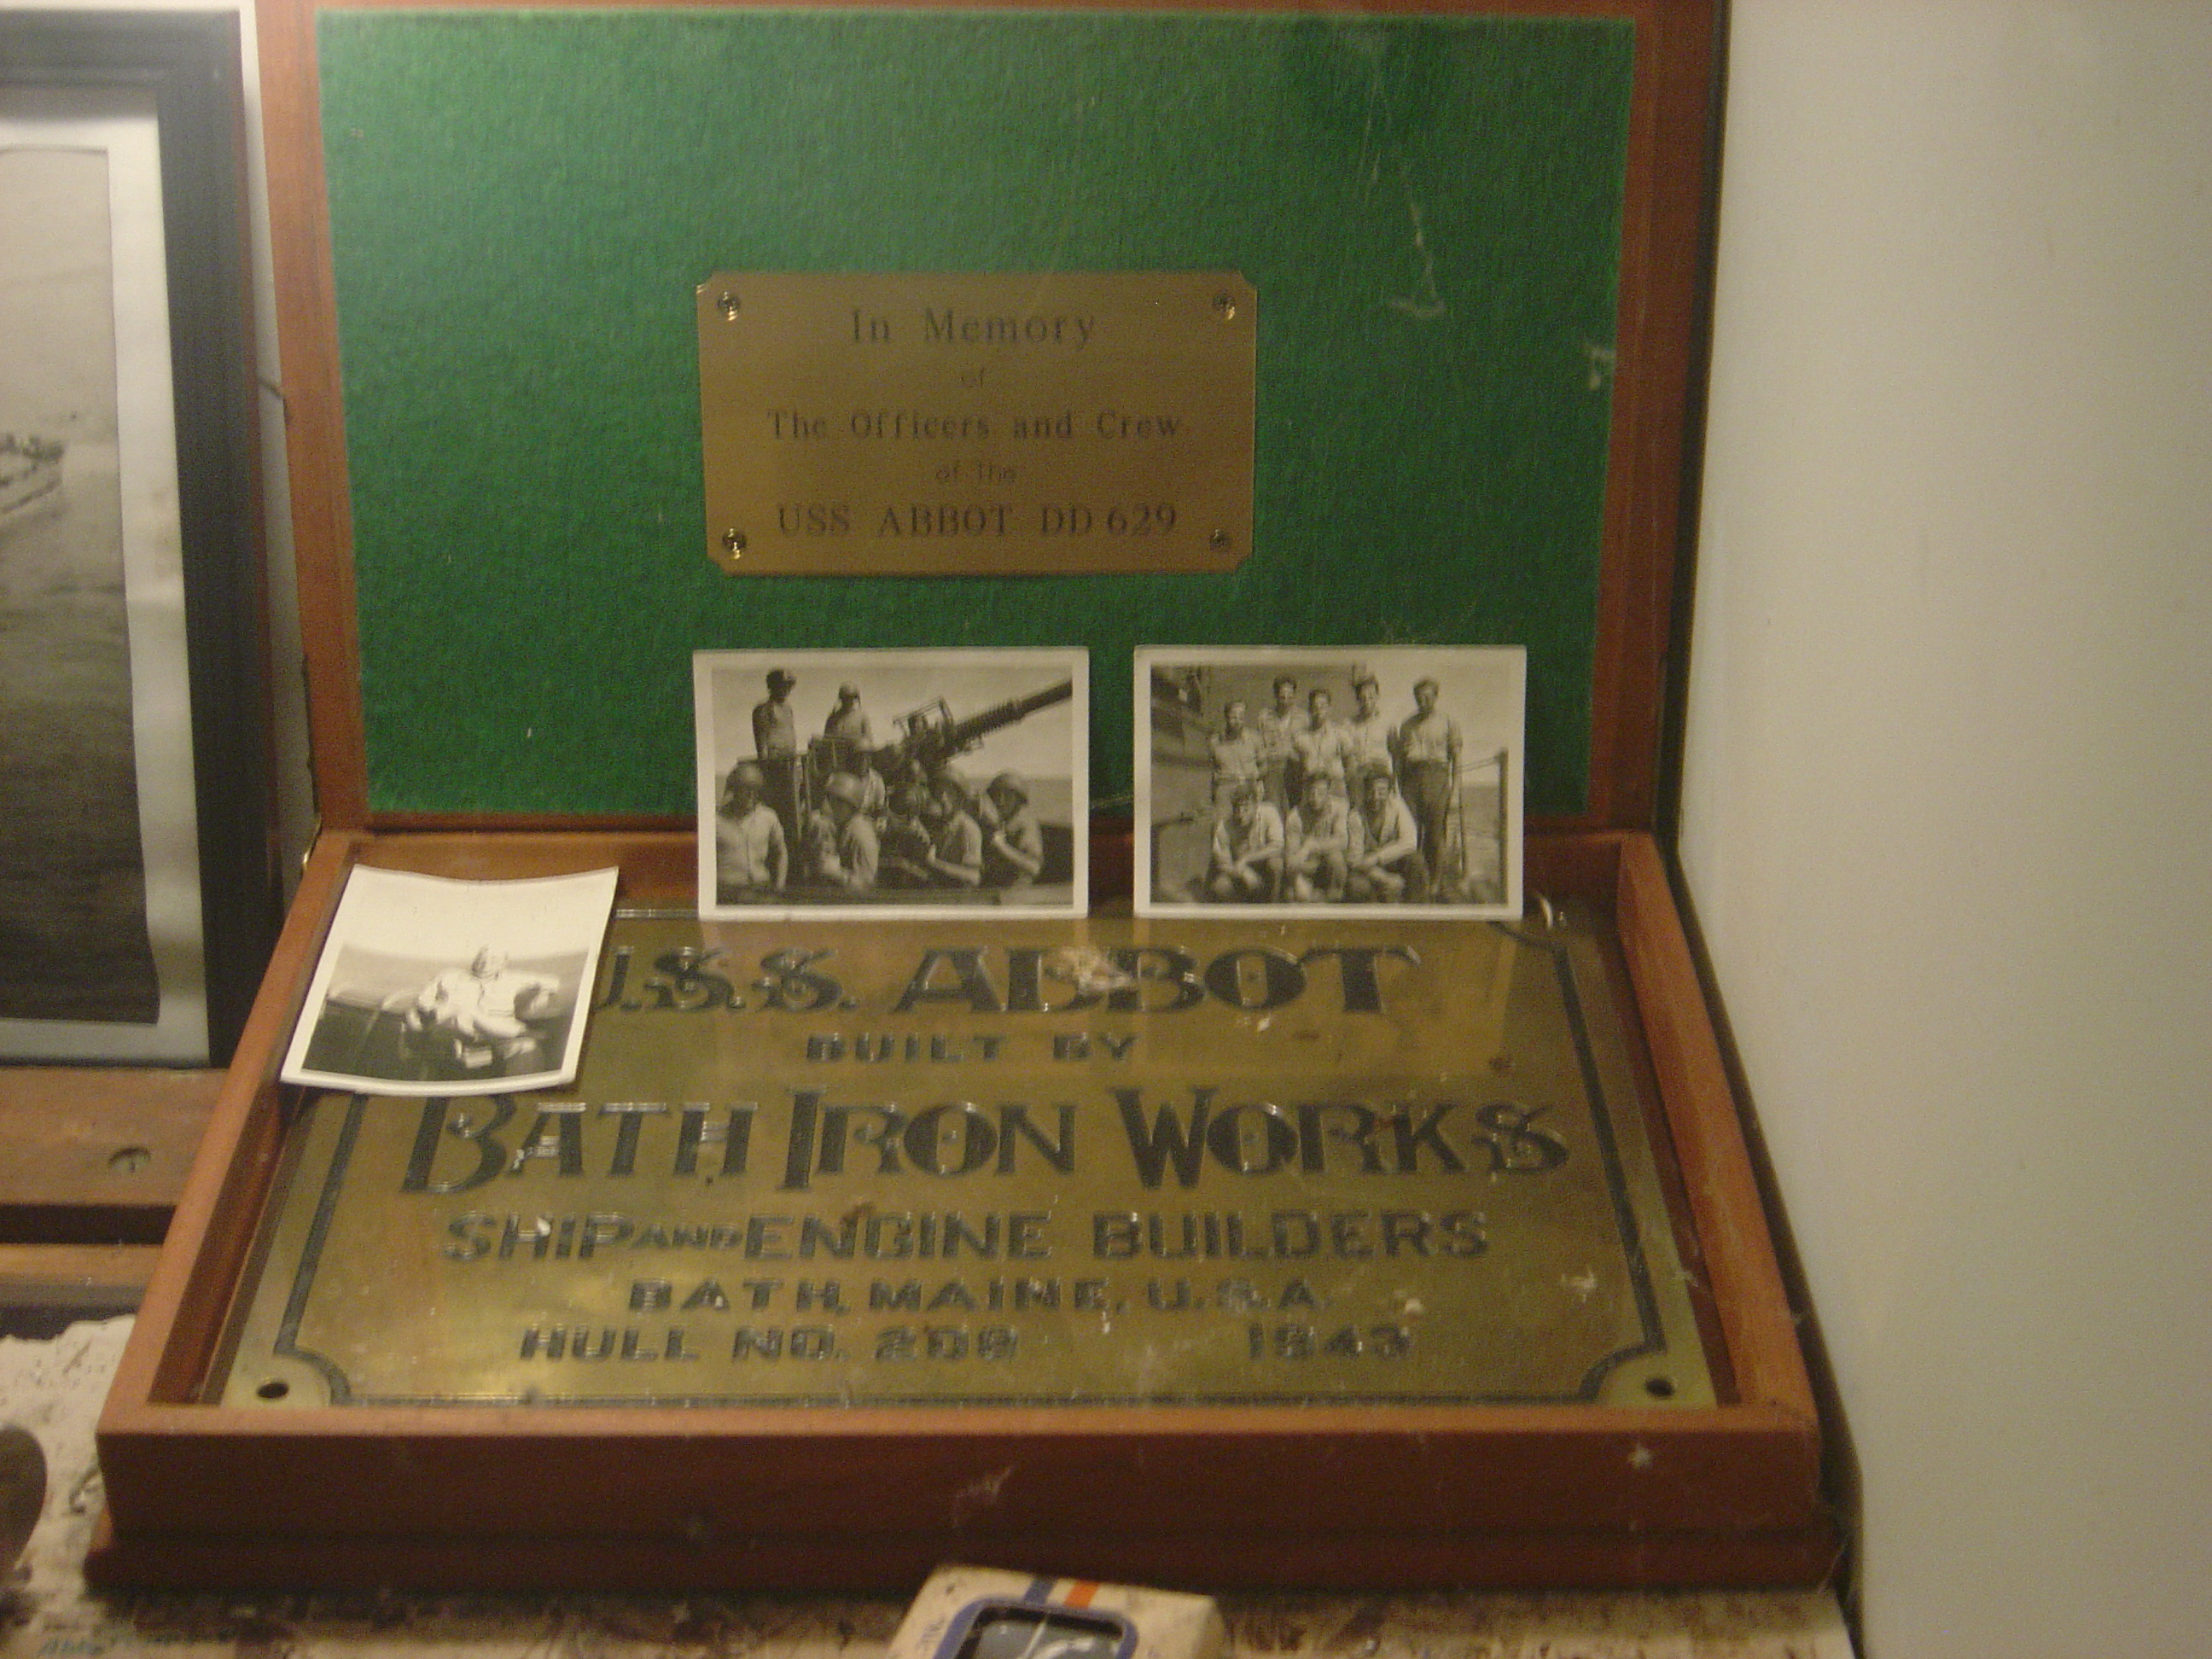 In Memory
of
The Officers and Crew
of The
USS ABBOT DD 629
U.S.S. ABBOT
BUILT BY
BATH IRON WORKS
SHIP AND ENGINE BUILDERS
BATH, MAINE, U.S.A.
HULL NO. 209 1943